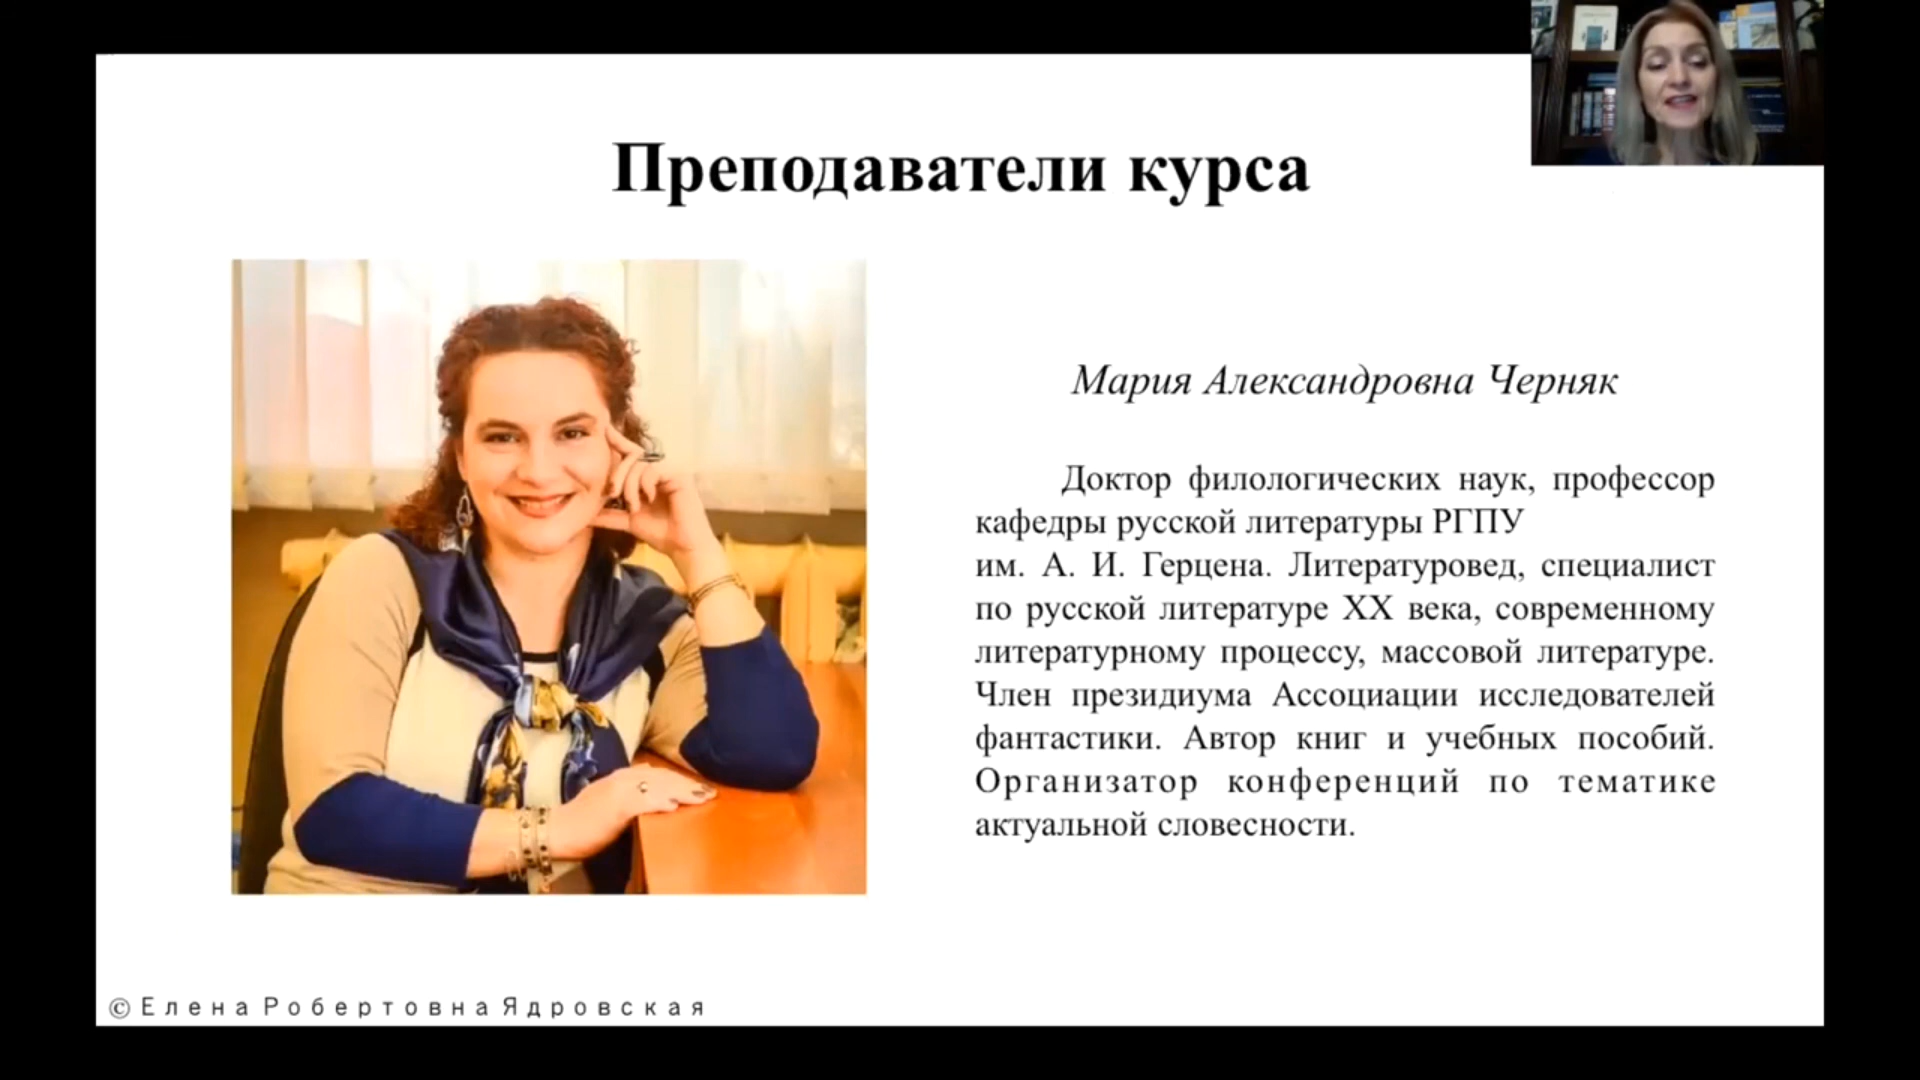 Преподаватели курса
Мария Александровна Черняк
Доктор филологических наук, профессор
кафедры русской литературы РГПУ
им. А. И. Герцена. Литературовед, специалист
по русской литературе XX века, современному
литературному процессу, массовой литературе.
Член президиума Ассоциации исследователей
фантастики. Автор книг и учебных пособий.
Организатор конференций по тематике
актуальной словесности.
© Елена Робертовна Ядровская